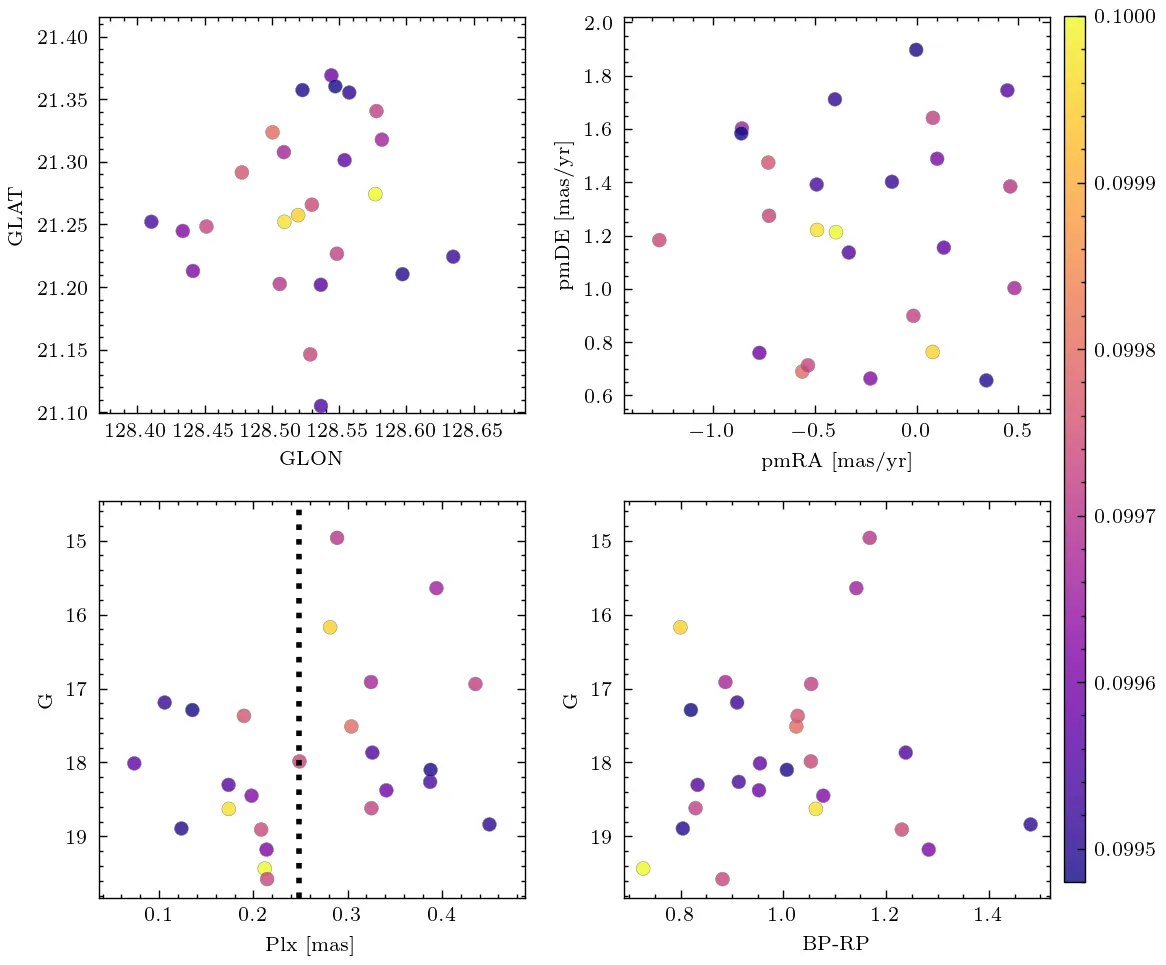 21.40
21.35
21.30
21.25
21.20
21.15
21.10
GLAT
128.40 128.45 128.50 128.55 128.60 128.65
GLON
2.0
1.8
1.6
1.4
1.2
1.0
0.8
0.6
pmDE [mas/yr]
−1.0 −0.5 0.0 0.5
pmRA [mas/yr]
0.1000
0.0999
0.0998
0.0997
0.0996
0.0995
15
16
17
18
19
G
0.1 0.2 0.3 0.4
Plx [mas]
15
16
17
18
19
G
0.8 1.0 1.2 1.4
BP-RP